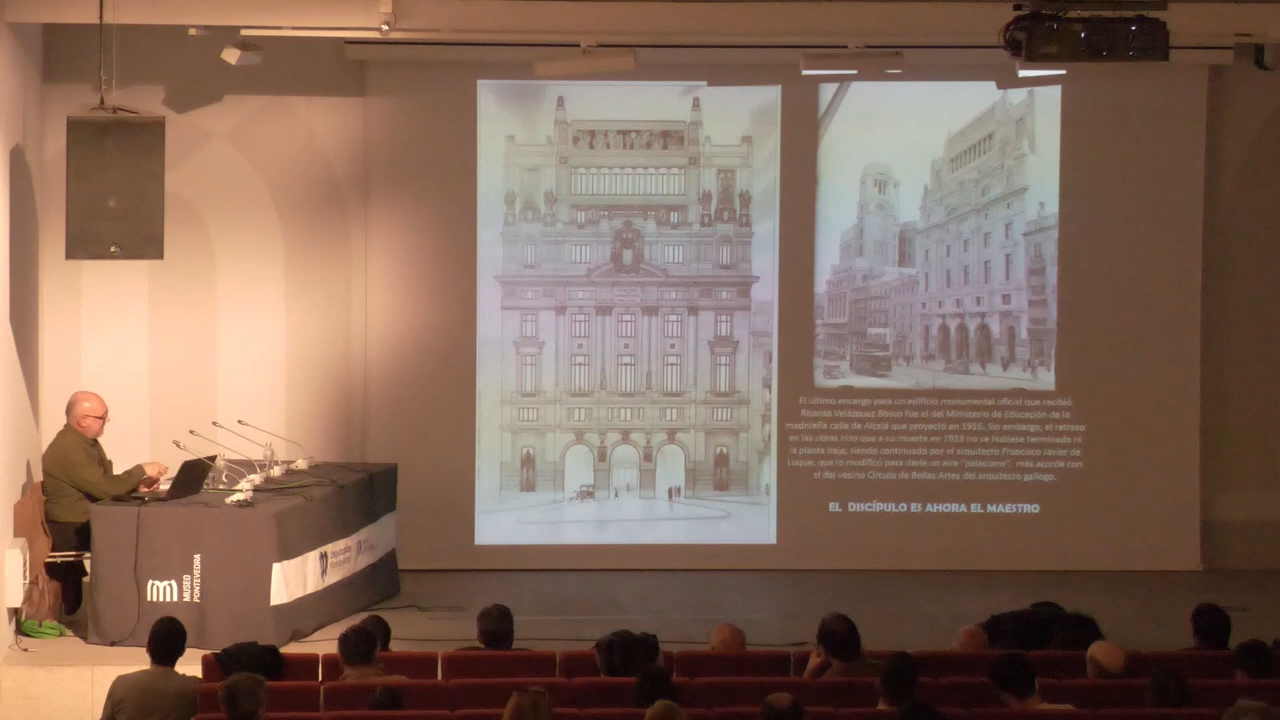 El último encargo para un edificio monumental oficial que recibió
Ricardo Velázquez Bosco fue el del Ministerio de Educación de la
madrileña calle de Alcalá que proyectó en 1916. Sin embargo, el retraso
en las obras hizo que a su muerte en 1923 no se hubiese terminado ni
la planta baja, siendo continuado por el arquitecto Francisco Javier de
Luque, que lo modificó para darle un aire "palaciano", más acorde con
el del vecino Círculo de Bellas Artes del arquitecto gallego.
EL DISCÍPULO ES AHORA EL MAESTRO
MUSEO
PONTEVEDRA
Deputación
Pontevedra